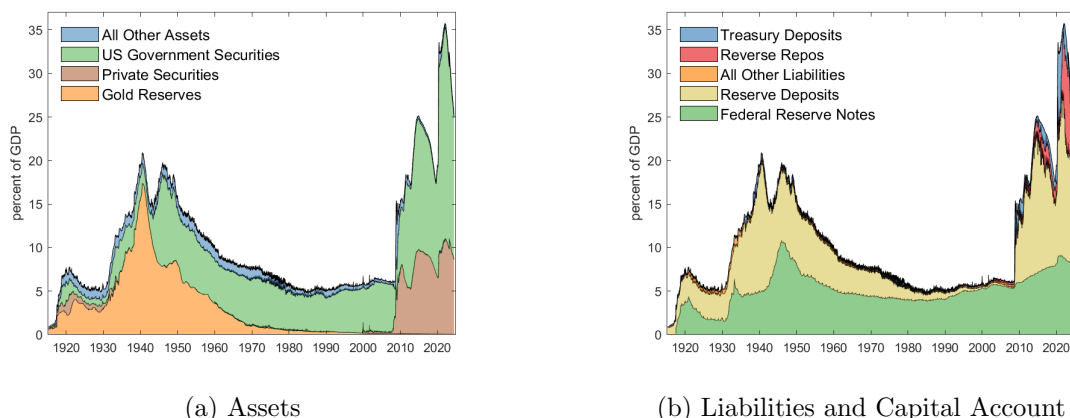 35
30
25
20
15
10
5
0
percent of GDP
All Other Assets
US Government Securities
Private Securities
Gold Reserves
1920 1930 1940 1950 1960 1970 1980 1990 2000 2010 2020
(a) Assets
35
30
25
20
15
10
5
0
percent of GDP
Treasury Deposits
Reverse Repos
All Other Liabilities
Reserve Deposits
Federal Reserve Notes
1920 1930 1940 1950 1960 1970 1980 1990 2000 2010 2020
(b) Liabilities and Capital Account